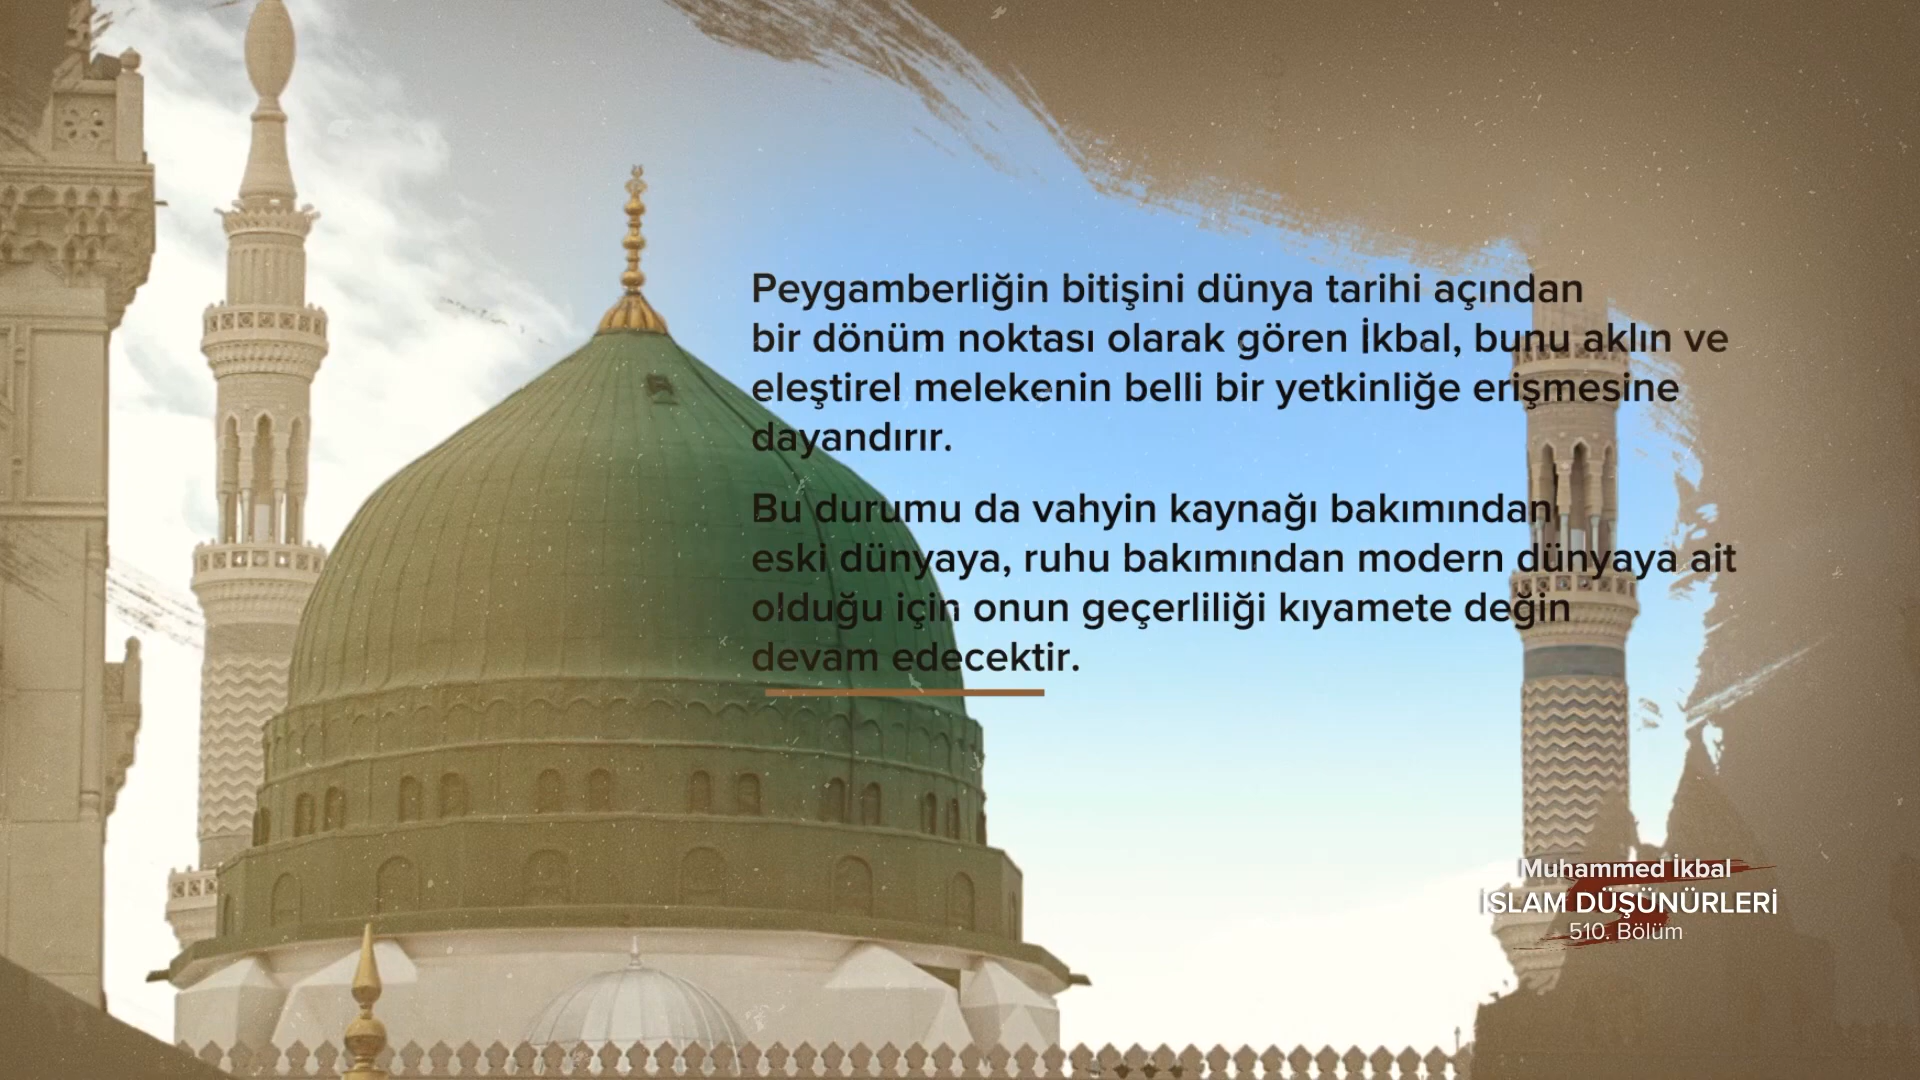 Peygamberliğin bitişini dünya tarihi açından
bir dönüm noktası olarak gören İkbal, bunu aklın ve
eleştirel melekenin belli bir yetkinliğe erişmesine
dayandırır.
Bu durumu da vahyin kaynağı bakımından
eski dünyaya, ruhu bakımından modern dünyaya ait
olduğu için onun geçerliliği kıyamete değin
devam edecektir.
Muhammed İkbal
İSLAM DÜŞÜNÜRLERİ
510. Bölüm